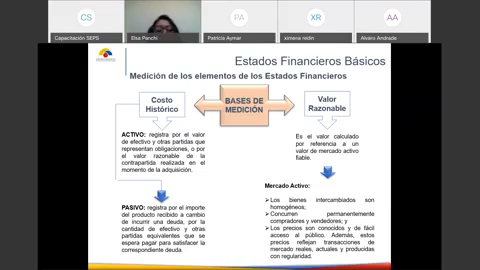 CS
PA
XR
AA
Capacitación SEPS
Elsa Panchi
Patricia Aymar
ximena redin
Alvaro Andrade
Estados Financieros Básicos
Medición de los elementos de los Estados Financieros
Costo
Histórico
BASES DE
MEDICIÓN
Valor
Razonable
ACTIVO: registra por el valor
de efectivo y otras partidas que
representan obligaciones, o por
el valor razonable de la
contrapartida realizada en el
momento de la adquisición.
PASIVO: registra por el importe
del producto recibido a cambio
de incurrir una deuda, por la
cantidad de efectivo y otras
partidas equivalentes que se
espera pagar para satisfacer la
correspondiente deuda.
Es el valor calculado
por referencia a un
valor de mercado activo
fiable.
Mercado Activo:
➢Los bienes intercambiados son
homogéneos;
➢Concurren permanentemente
compradores y vendedores; y
➢Los precios son conocidos y de fácil
acceso al público. Además, estos
precios reflejan transacciones de
mercado reales, actuales y producidas
con regularidad.